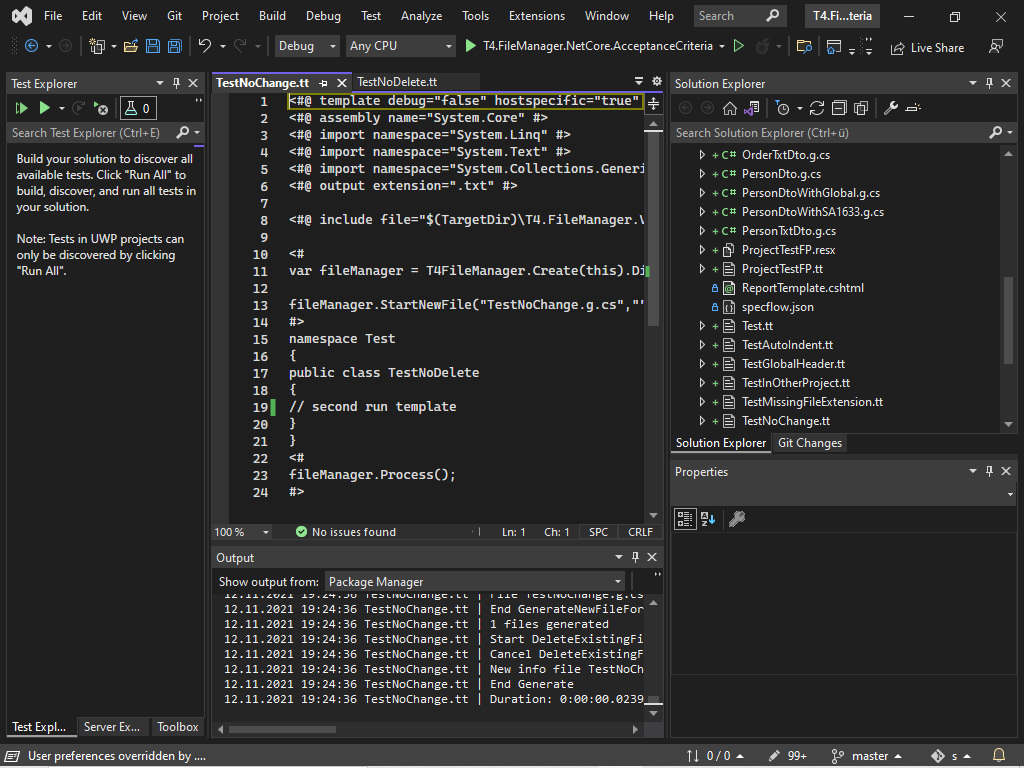 File Edit View Git Project Build Debug Test Analyze Tools Extensions Window Help Search T4.Fi...teria
Debug Any CPU T4.FileManager.NetCore.AcceptanceCriteria Live Share
Test Explorer
0
Search Test Explorer (Ctrl+E)
Build your solution to discover all
available tests. Click "Run All" to
build, discover, and run all tests in
your solution.
Note: Tests in UWP projects can
only be discovered by clicking
"Run All".
Test Expl... Server Ex... Toolbox
TestNoChange.tt TestNoDelete.tt
1 <#@ template debug="false" hostspecific="true"
2 <#@ assembly name="System.Core" #>
3 <#@ import namespace="System.Linq" #>
4 <#@ import namespace="System.Text" #>
5 <#@ import namespace="System.Collections.Generi
6 <#@ output extension=".txt" #>
7
8 <#@ include file="$(TargetDir)\T4.FileManager.V
9
10 <#
11 var fileManager = T4FileManager.Create(this).Di
12
13 fileManager.StartNewFile("TestNoChange.g.cs",""
14 #>
15 namespace Test
16 {
17 public class TestNoDelete
18 {
19 // second run template
20 }
21 }
22 <#
23 fileManager.Process();
24 #>
100 % No issues found Ln: 1 Ch: 1 SPC CRLF
Output
Show output from: Package Manager
12.11.2021 19:24:36 TestNoChange.tt | File TestNoChange.g.cs
12.11.2021 19:24:36 TestNoChange.tt | End GenerateNewFileFor
12.11.2021 19:24:36 TestNoChange.tt | 1 files generated
12.11.2021 19:24:36 TestNoChange.tt | Start DeleteExistingFi
12.11.2021 19:24:36 TestNoChange.tt | Cancel DeleteExistingF
12.11.2021 19:24:36 TestNoChange.tt | New info file TestNoCh
12.11.2021 19:24:36 TestNoChange.tt | End Generate
12.11.2021 19:24:36 TestNoChange.tt | Duration: 0:00:00.0239
Solution Explorer
Search Solution Explorer (Ctrl+ü)
C# OrderTxtDto.g.cs
C# PersonDto.g.cs
C# PersonDtoWithGlobal.g.cs
C# PersonDtoWithSA1633.g.cs
C# PersonTxtDto.g.cs
ProjectTestFP.resx
ProjectTestFP.tt
ReportTemplate.cshtml
specflow.json
Test.tt
TestAutoIndent.tt
TestGlobalHeader.tt
TestInOtherProject.tt
TestMissingFileExtension.tt
TestNoChange.tt
Solution Explorer Git Changes
Properties
User preferences overridden by .... 0 / 0 99+ master s